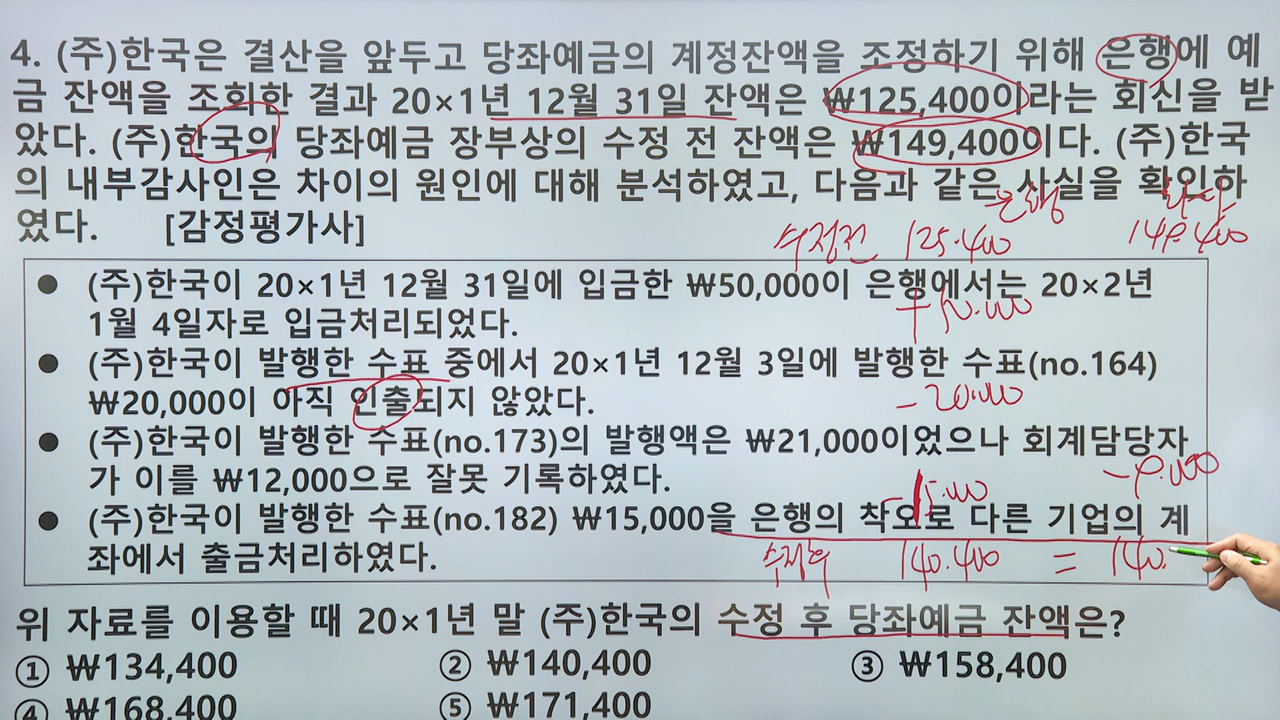 4. (주)한국은 결산을 앞두고 당좌예금의 계정잔액을 조정하기 위해 은행에 예
금 잔액을 조회한 결과 20×1년 12월 31일 잔액은 ₩125,400이라는 회신을 받
았다. (주)한국의 당좌예금 장부상의 수정 전 잔액은 ₩149,400이다. (주)한국
의 내부감사인은 차이의 원인에 대해 분석하였고, 다음과 같은 사실을 확인하
였다. [감정평가사]
은행 회사
수정전 125.400 149.400
● (주)한국이 20×1년 12월 31일에 입금한 ₩50,000이 은행에서는 20×2년
1월 4일자로 입금처리되었다.
+50.000
● (주)한국이 발행한 수표 중에서 20×1년 12월 3일에 발행한 수표(no.164)
₩20,000이 아직 인출되지 않았다.
-20.000
● (주)한국이 발행한 수표(no.173)의 발행액은 ₩21,000이었으나 회계담당자
가 이를 ₩12,000으로 잘못 기록하였다.
-9.000
● (주)한국이 발행한 수표(no.182) ₩15,000을 은행의 착오로 다른 기업의 계
좌에서 출금처리하였다.
-15.000
수정후 140.400 = 140.
위 자료를 이용할 때 20×1년 말 (주)한국의 수정 후 당좌예금 잔액은?
① ₩134,400 ② ₩140,400 ③ ₩158,400
④ ₩168,400 ⑤ ₩171,400